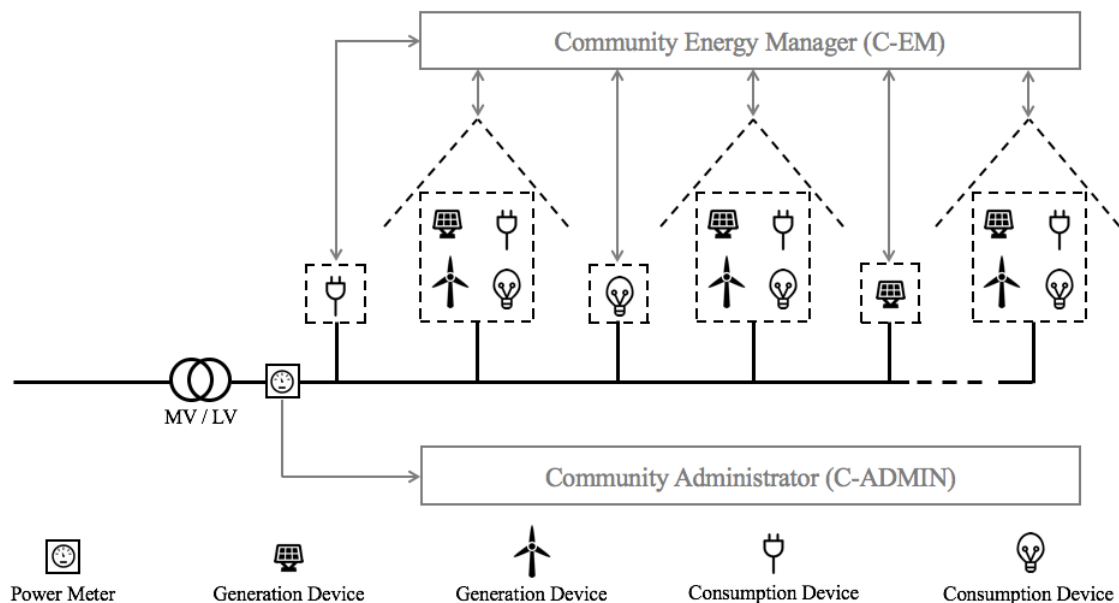 Community Energy Manager (C-EM)
MV / LV
Community Administrator (C-ADMIN)
Power Meter
Generation Device
Generation Device
Consumption Device
Consumption Device